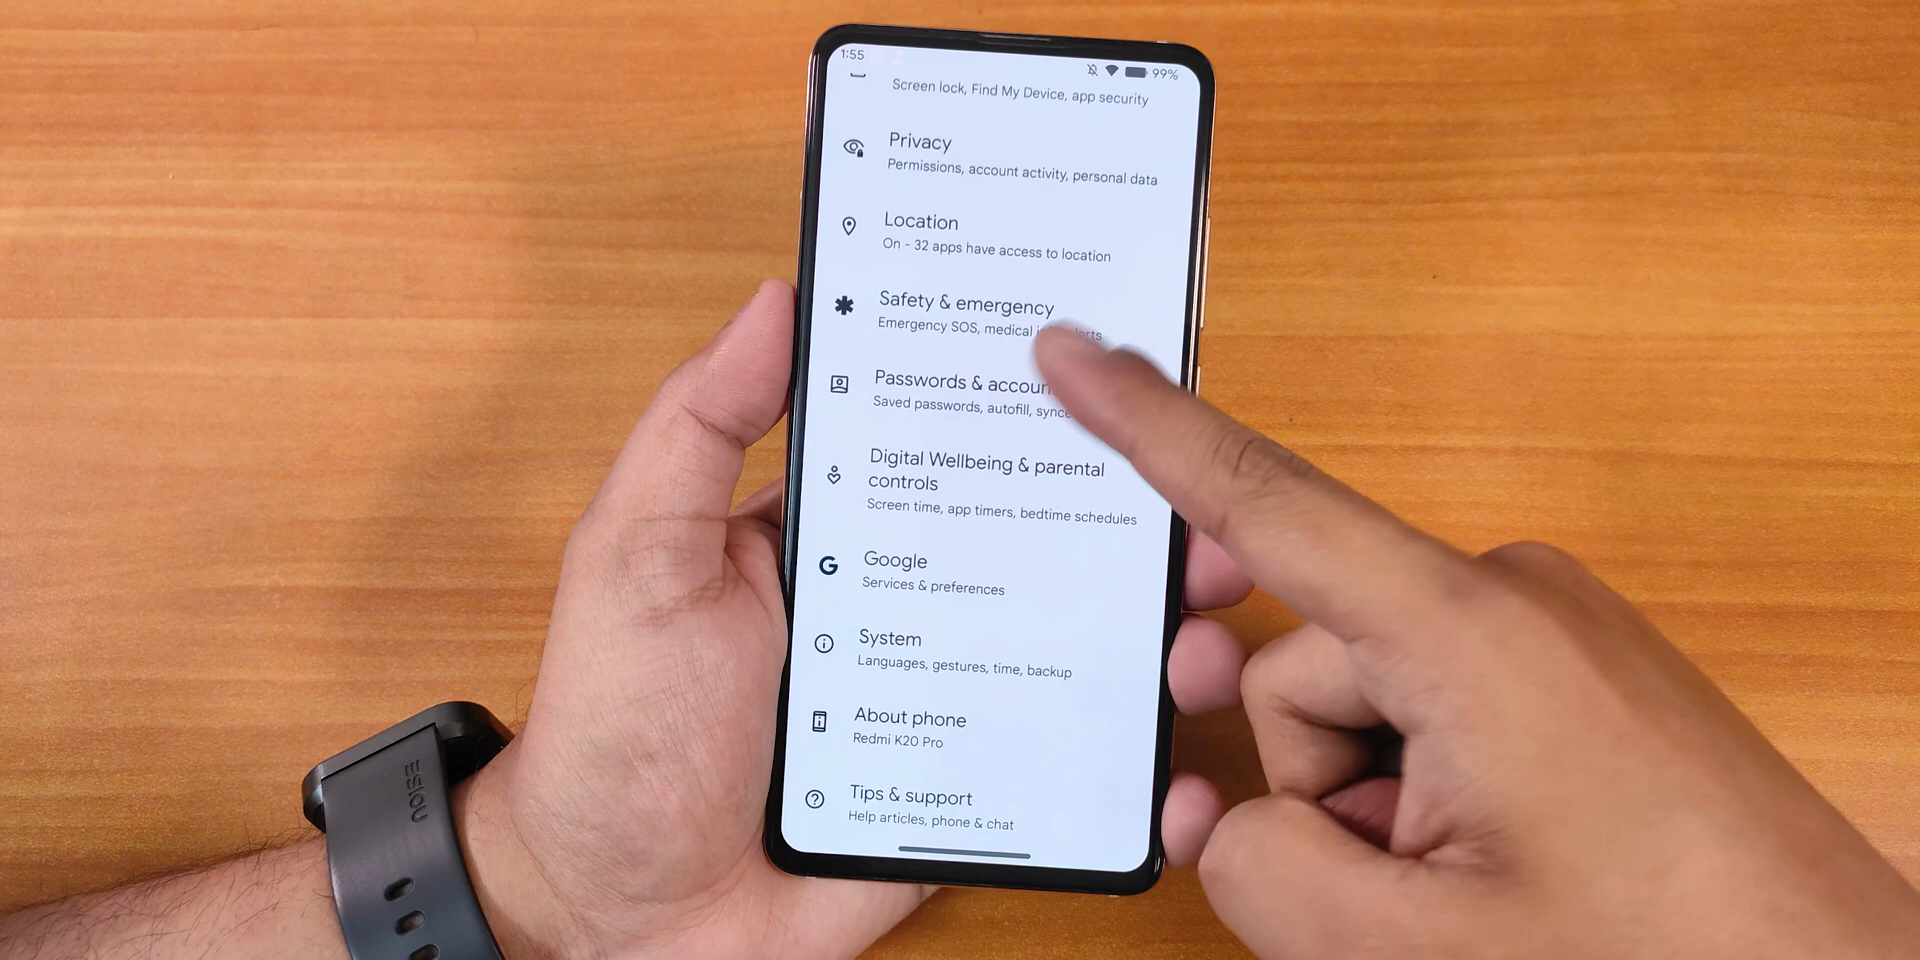 1:55
99%
Screen lock, Find My Device, app security
Privacy
Permissions, account activity, personal data
Location
On - 32 apps have access to location
Safety & emergency
Emergency SOS, medical
Passwords &
Saved passwords, autofill,
Digital Wellbeing & parental
controls
Screen time, app timers, bedtime schedules
Google
Services & preferences
System
Languages, gestures, time, backup
About phone
Redmi K20 Pro
Tips & support
Help articles, phone & chat
NOISE